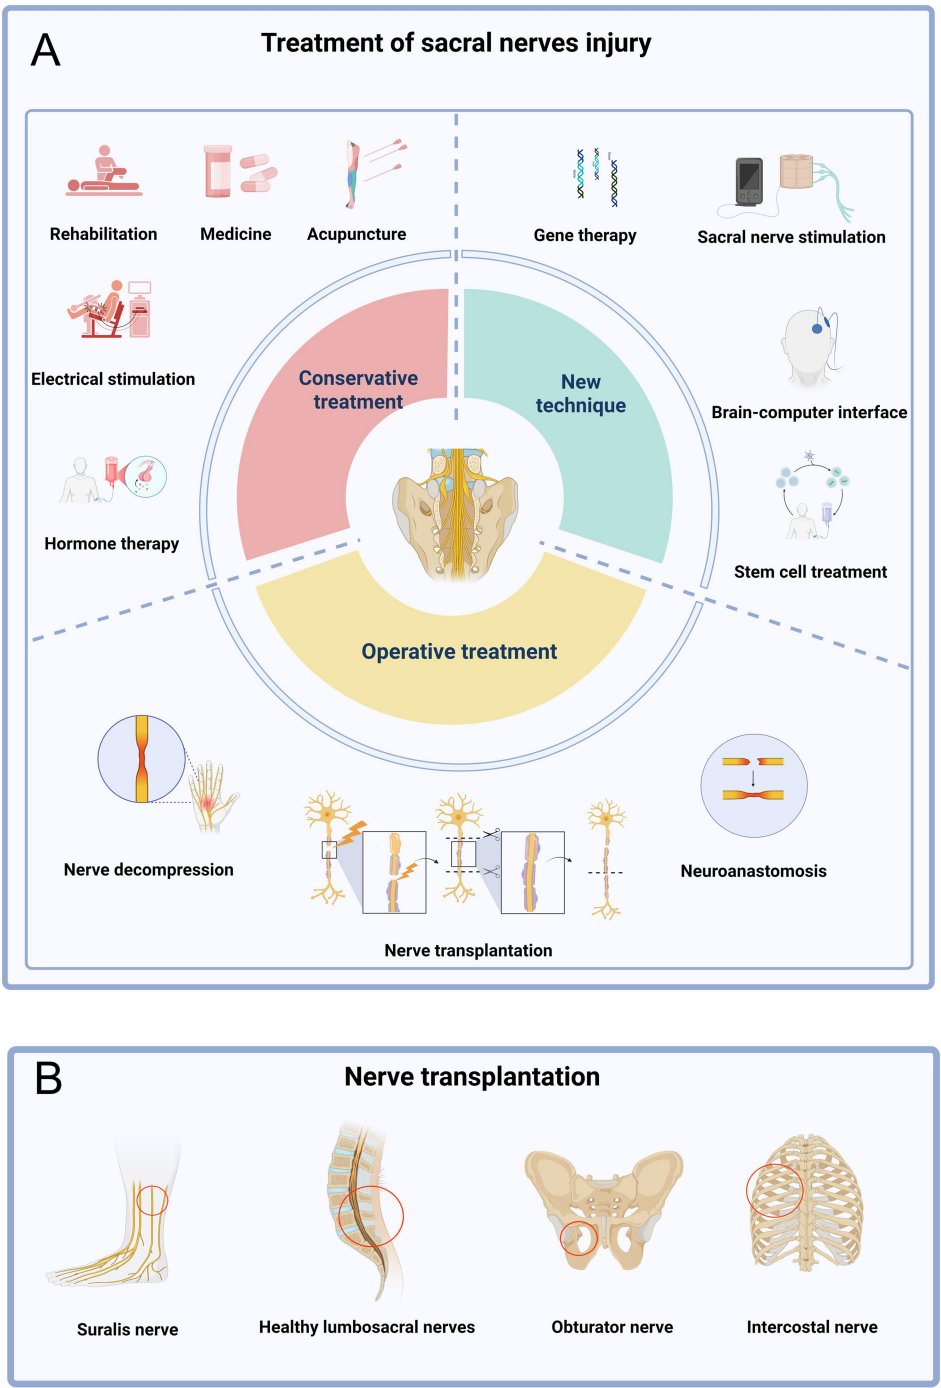 A
Treatment of sacral nerves injury
Rehabilitation
Medicine
Acupuncture
Gene therapy
Sacral nerve stimulation
Electrical stimulation
Conservative
treatment
New
technique
Brain-computer interface
Hormone therapy
Stem cell treatment
Operative treatment
Nerve decompression
Neuroanastomosis
Nerve transplantation
B
Nerve transplantation
Suralis nerve
Healthy lumbosacral nerves
Obturator nerve
Intercostal nerve